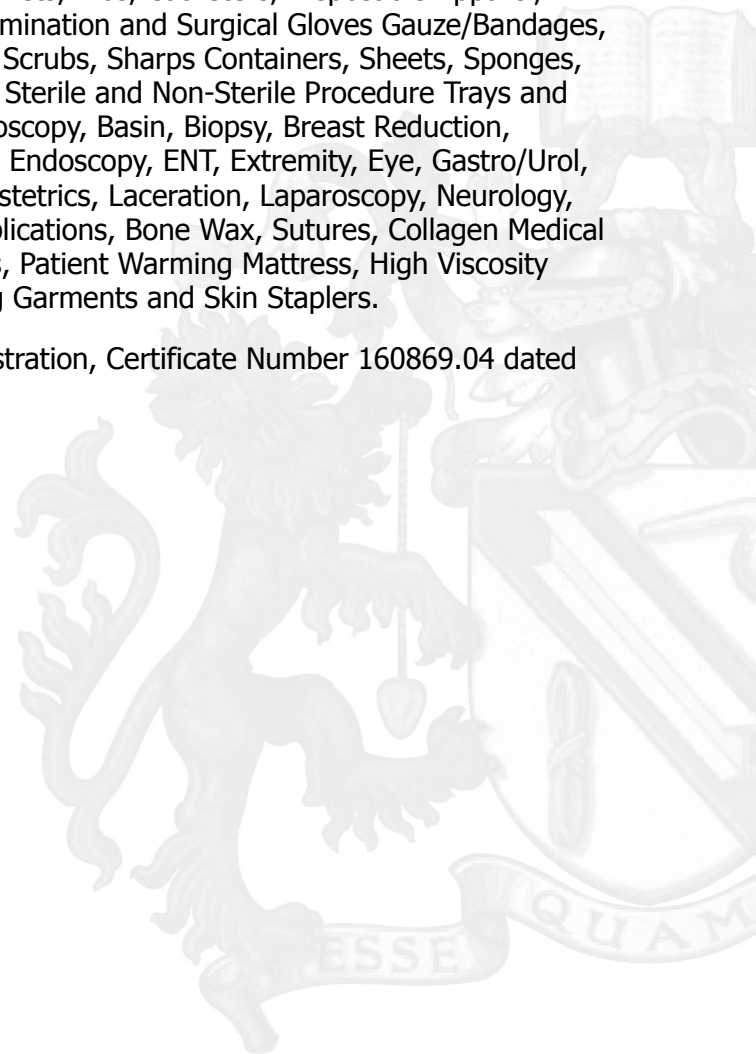 mination and Surgical Gloves Gauze/Bandages,
Scrubs, Sharps Containers, Sheets, Sponges,
Sterile and Non-Sterile Procedure Trays and
oscopy, Basin, Biopsy, Breast Reduction,
Endoscopy, ENT, Extremity, Eye, Gastro/Urol,
stetrics, Laceration, Laparoscopy, Neurology,
plications, Bone Wax, Sutures, Collagen Medical
s, Patient Warming Mattress, High Viscosity
g Garments and Skin Staplers.
stration, Certificate Number 160869.04 dated
ESSE
QUAM